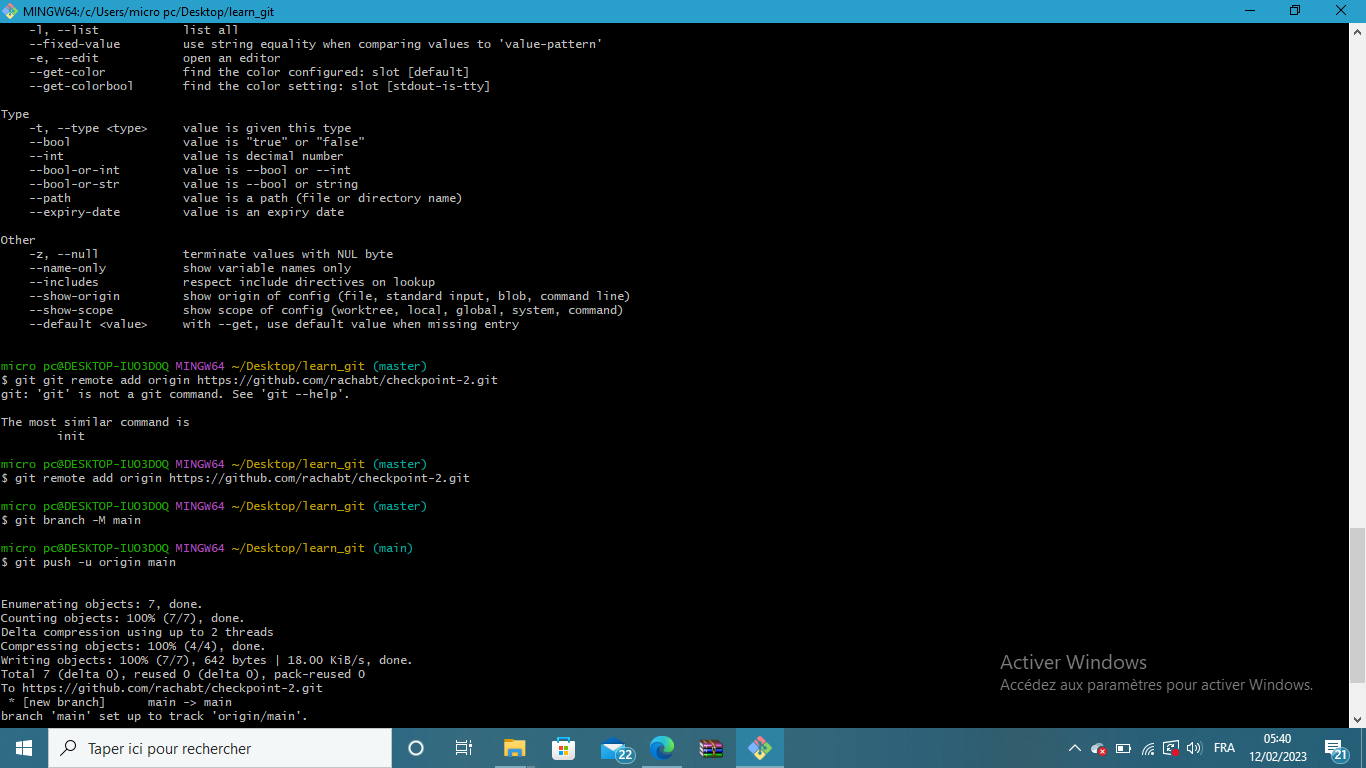 MINGW64:/c/Users/micro pc/Desktop/learn_git
-l, --list list all
--fixed-value use string equality when comparing values to 'value-pattern'
-e, --edit open an editor
--get-color find the color configured: slot [default]
--get-colorbool find the color setting: slot [stdout-is-tty]
Type
-t, --type <type> value is given this type
--bool value is "true" or "false"
--int value is decimal number
--bool-or-int value is --bool or --int
--bool-or-str value is --bool or string
--path value is a path (file or directory name)
--expiry-date value is an expiry date
Other
-z, --null terminate values with NUL byte
--name-only show variable names only
--includes respect include directives on lookup
--show-origin show origin of config (file, standard input, blob, command line)
--show-scope show scope of config (worktree, local, global, system, command)
--default <value> with --get, use default value when missing entry
micro pc@DESKTOP-IUO3DOQ MINGW64 ~/Desktop/learn_git (master)
$ git git remote add origin https://github.com/rachabt/checkpoint-2.git
git: 'git' is not a git command. See 'git --help'.
The most similar command is
init
micro pc@DESKTOP-IUO3DOQ MINGW64 ~/Desktop/learn_git (master)
$ git remote add origin https://github.com/rachabt/checkpoint-2.git
micro pc@DESKTOP-IUO3DOQ MINGW64 ~/Desktop/learn_git (master)
$ git branch -M main
micro pc@DESKTOP-IUO3DOQ MINGW64 ~/Desktop/learn_git (main)
$ git push -u origin main
Enumerating objects: 7, done.
Counting objects: 100% (7/7), done.
Delta compression using up to 2 threads
Compressing objects: 100% (4/4), done.
Writing objects: 100% (7/7), 642 bytes | 18.00 KiB/s, done.
Total 7 (delta 0), reused 0 (delta 0), pack-reused 0
To https://github.com/rachabt/checkpoint-2.git
* [new branch] main -> main
branch 'main' set up to track 'origin/main'.
Activer Windows
Accédez aux paramètres pour activer Windows.
Taper ici pour rechercher
22
FRA
05:40
12/02/2023
21